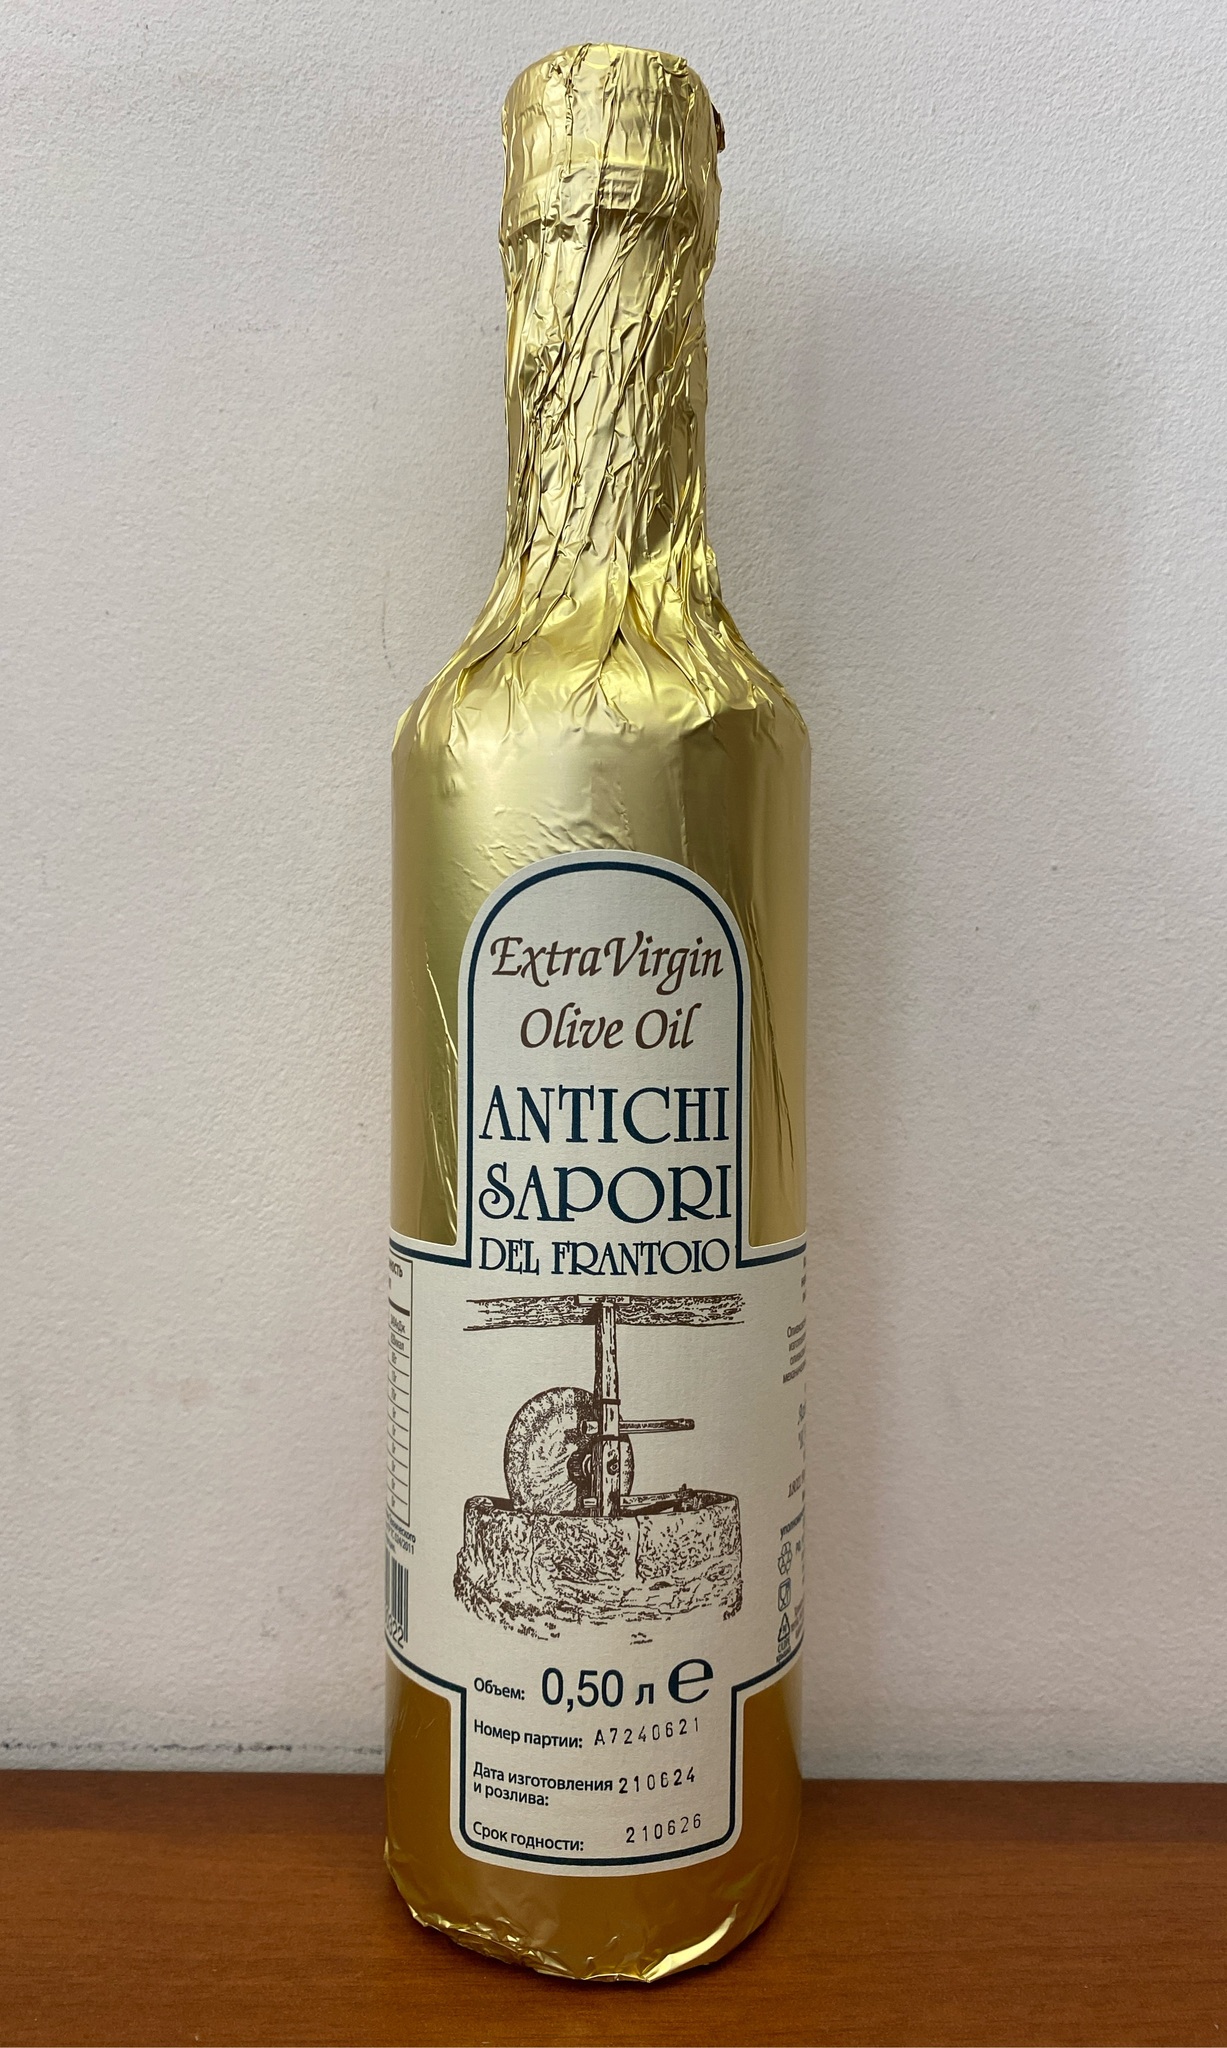 Extra Virgin
Olive Oil
ANTICHI
SAPORI
DEL FRANTOIO
Объем: 0,50 л e
Номер партии: A7240621
Дата изготовления 210624
и розлива:
Срок годности: 210626